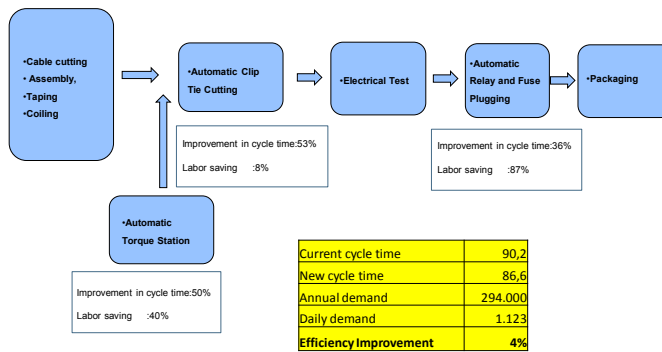 •Cable cutting
• Assembly,
•Taping
•Coiling
•Automatic Clip
Tie Cutting
•Electrical Test
•Automatic
Relay and Fuse
Plugging
•Packaging
Improvement in cycle time:53%
Labor saving :8%
Improvement in cycle time:36%
Labor saving :87%
•Automatic
Torque Station
Improvement in cycle time:50%
Labor saving :40%
Current cycle time 90,2
New cycle time 86,6
Annual demand 294.000
Daily demand 1.123
Efficiency Improvement 4%